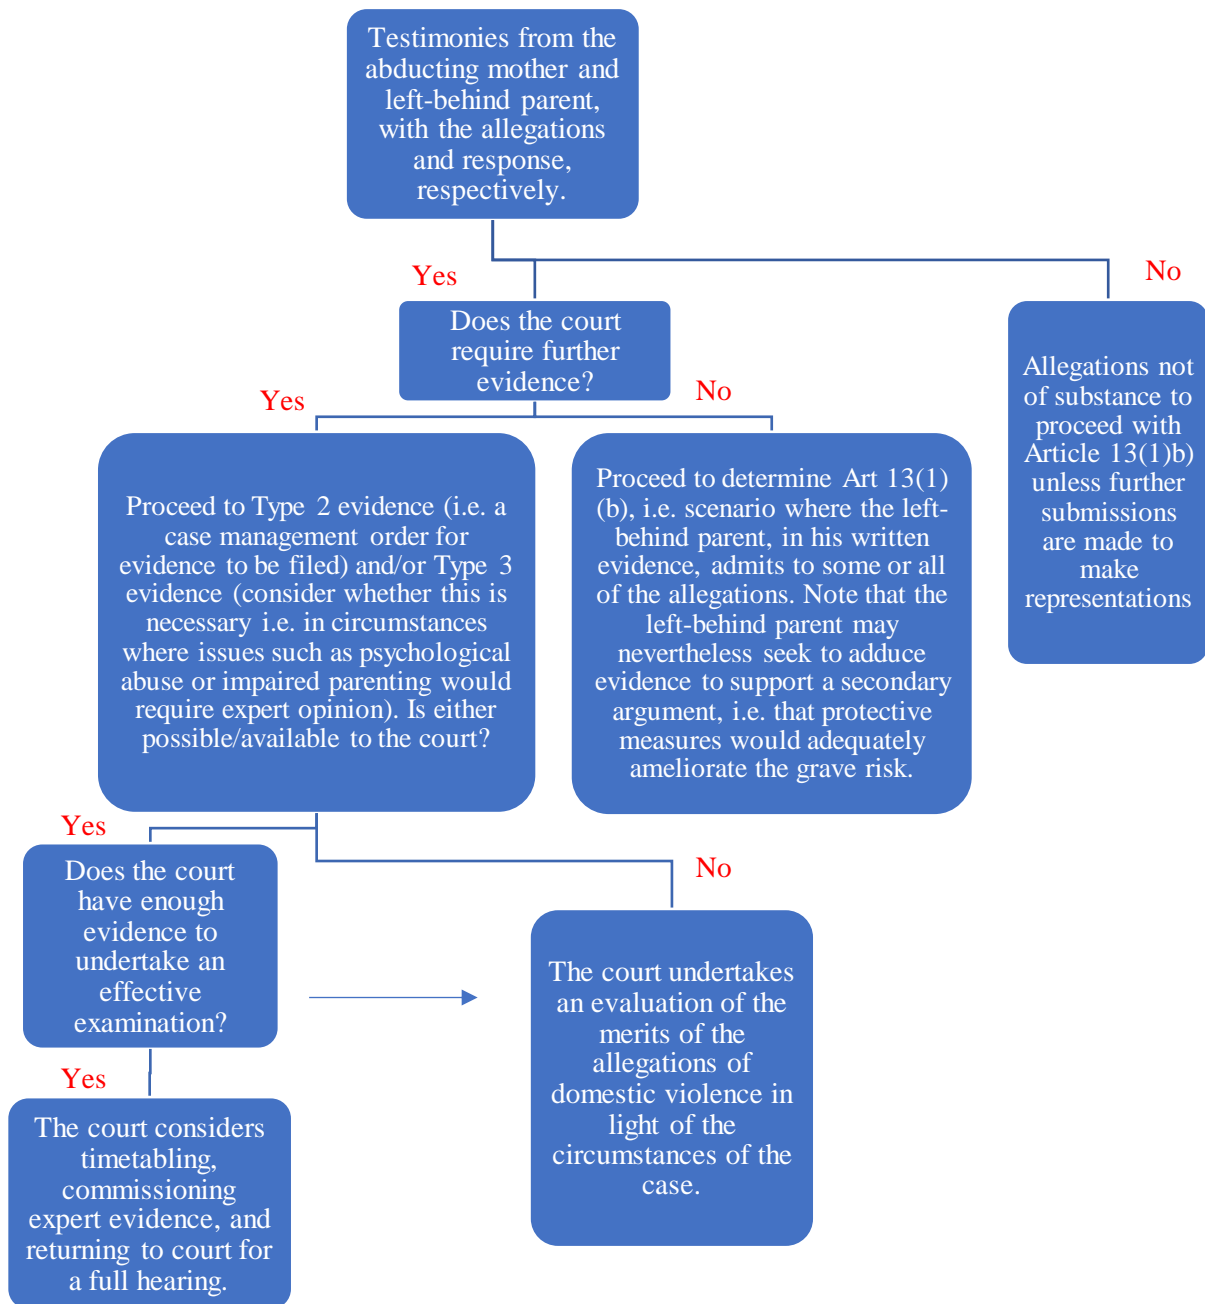 Testimonies from the
abducting mother and
left-behind parent,
with the allegations
and response,
respectively.
Yes
No
Does the court
require further
evidence?
Allegations not
of substance to
proceed with
Article 13(1)b)
unless further
submissions
are made to
make
representations
Yes
No
Proceed to Type 2 evidence (i.e. a
case management order for
evidence to be filed) and/or Type 3
evidence (consider whether this is
necessary i.e. in circumstances
where issues such as psychological
abuse or impaired parenting would
require expert opinion). Is either
possible/available to the court?
Proceed to determine Art 13(1)
(b), i.e. scenario where the left-
behind parent, in his written
evidence, admits to some or all
of the allegations. Note that the
left-behind parent may
nevertheless seek to adduce
evidence to support a secondary
argument, i.e. that protective
measures would adequately
ameliorate the grave risk.
Yes
No
Does the court
have enough
evidence to
undertake an
effective
examination?
The court undertakes
an evaluation of the
merits of the
allegations of
domestic violence in
light of the
circumstances of the
case.
Yes
The court considers
timetabling,
commissioning
expert evidence, and
returning to court for
a full hearing.